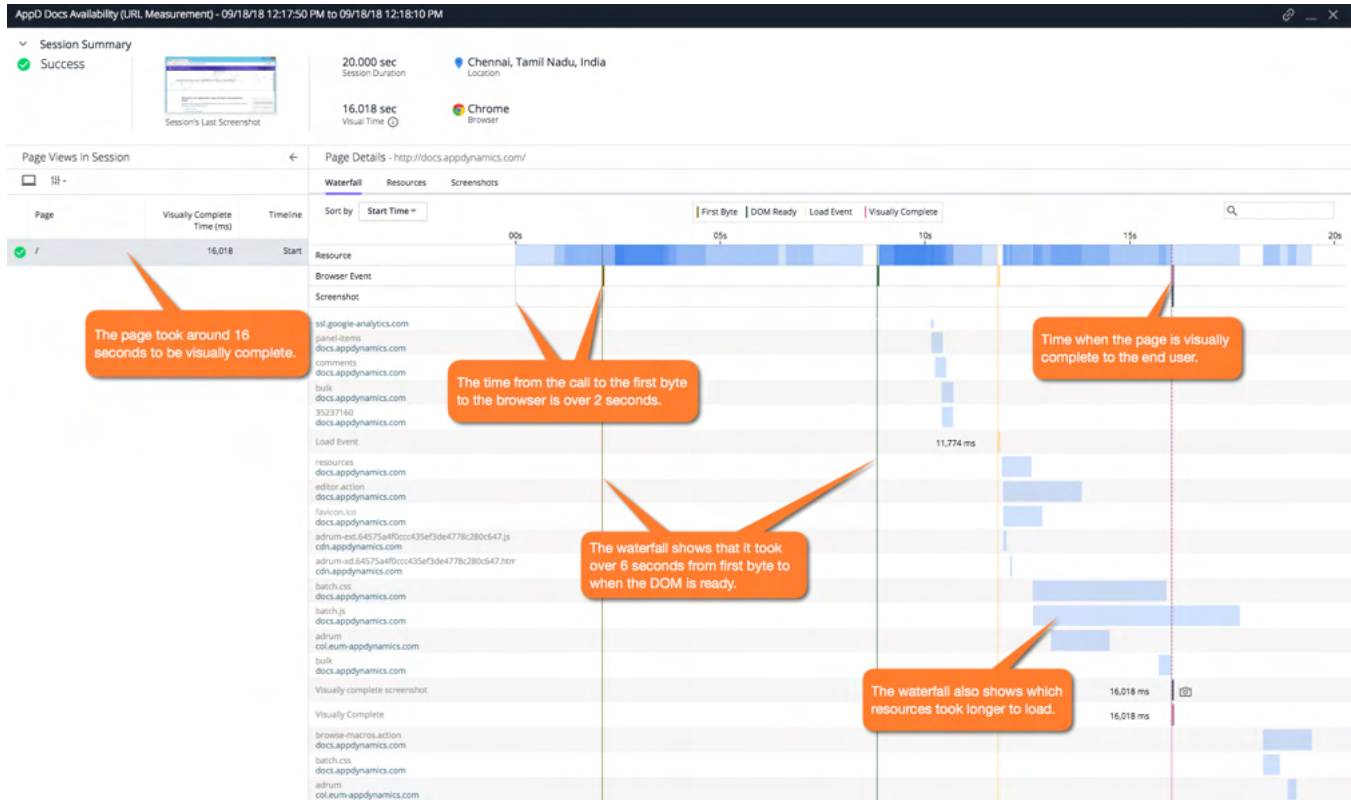 AppD Docs Availability (URL Measurement) - 09/18/18 12:17:50 PM to 09/18/18 12:18:10 PM
Session Summary
Success
Session's Last Screenshot
20.000 sec
Session Duration
16.018 sec
Visual Time
Chennai, Tamil Nadu, India
Location
Chrome
Browser
Page Views In Session
Page
Visually Complete
Time (ms)
Timeline
/
16,018
Start
The page took around 16
seconds to be visually complete.
Page Details - http://docs.appdynamics.com/
Waterfall
Resources
Screenshots
Sort by
Start Time
First Byte
DOM Ready
Load Event
Visually Complete
00s
05s
10s
15s
20s
Resource
Browser Event
Screenshot
ssl.google-analytics.com
panel-items
docs.appdynamics.com
comments
docs.appdynamics.com
bulk
docs.appdynamics.com
35237160
docs.appdynamics.com
Load Event
11,774 ms
resources
docs.appdynamics.com
editor.action
docs.appdynamics.com
favicon.ico
docs.appdynamics.com
adrum-ext.64575a4f0ccc435ef3de4778c280c647.js
cdn.appdynamics.com
adrum-xd.64575a4f0ccc435ef3de4778c280c647.htm
cdn.appdynamics.com
batch.css
docs.appdynamics.com
batch.js
docs.appdynamics.com
adrum
col.eum-appdynamics.com
bulk
docs.appdynamics.com
Visually complete screenshot
16,018 ms
Visually Complete
16,018 ms
browse-macros.action
docs.appdynamics.com
batch.css
docs.appdynamics.com
adrum
col.eum-appdynamics.com
The time from the call to the first byte
to the browser is over 2 seconds.
Time when the page is visually
complete to the end user.
The waterfall shows that it took
over 6 seconds from first byte to
when the DOM is ready.
The waterfall also shows which
resources took longer to load.